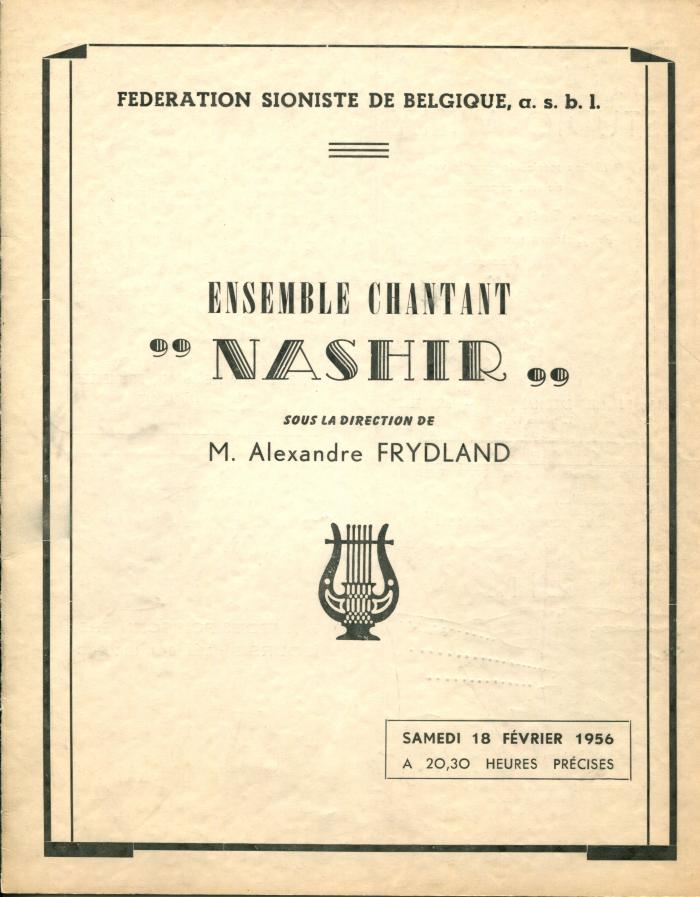 FEDERATION SIONISTE DE BELGIQUE, a. s. b. l.
ENSEMBLE CHANTANT
,, NASHIR ,,
SOUS LA DIRECTION DE
M. Alexandre FRYDLAND
SAMEDI 18 FÉVRIER 1956
A 20,30 HEURES PRÉCISES